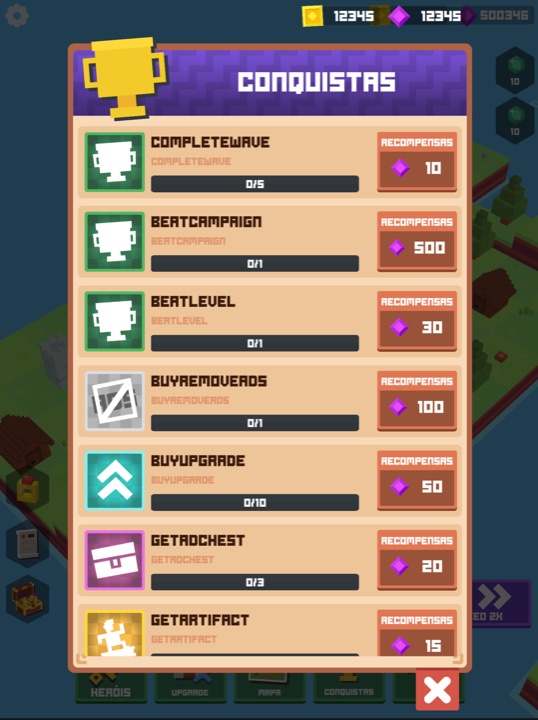 12345
12345
500346
10
10
CONQUISTAS
COMPLETEWAVE
COMPLETEWAVE
0/5
RECOMPENSAS
10
BEATCAMPAIGN
BEATCAMPAIGN
0/1
RECOMPENSAS
500
BEATLEVEL
BEATLEVEL
0/1
RECOMPENSAS
30
BUYREMOVEADS
BUYREMOVEADS
0/1
RECOMPENSAS
100
BUYUPGRADE
BUYUPGRADE
0/10
RECOMPENSAS
50
GETADCHEST
GETADCHEST
0/3
RECOMPENSAS
20
GETARTIFACT
GETARTIFACT
RECOMPENSAS
15
2X
HERÓIS
UPGRADE
MAPA
CONQUISTAS